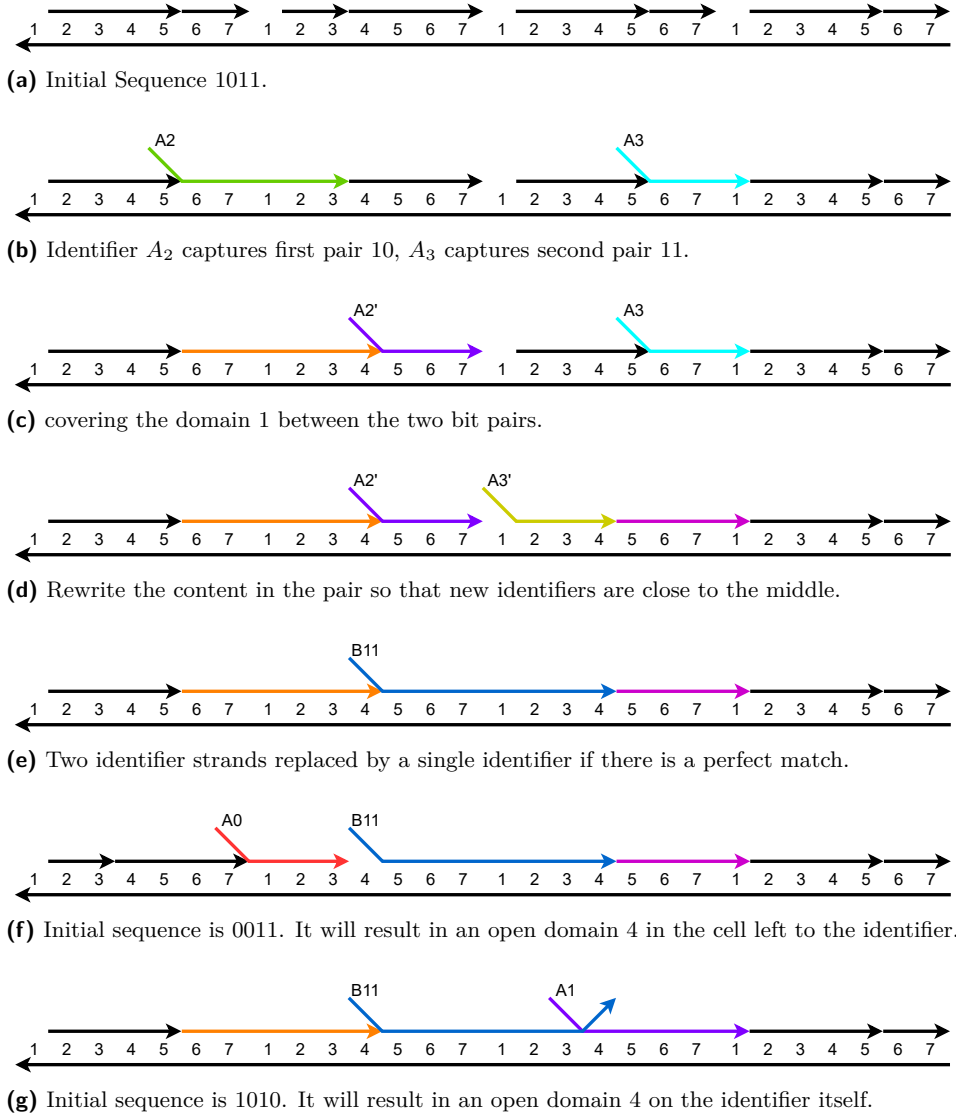 1 2 3 4 5 6 7 1 2 3 4 5 6 7 1 2 3 4 5 6 7 1 2 3 4 5 6 7
(a) Initial Sequence 1011.
A2 A3
1 2 3 4 5 6 7 1 2 3 4 5 6 7 1 2 3 4 5 6 7 1 2 3 4 5 6 7
(b) Identifier A₂ captures first pair 10, A₃ captures second pair 11.
A2' A3
1 2 3 4 5 6 7 1 2 3 4 5 6 7 1 2 3 4 5 6 7 1 2 3 4 5 6 7
(c) covering the domain 1 between the two bit pairs.
A2' A3'
1 2 3 4 5 6 7 1 2 3 4 5 6 7 1 2 3 4 5 6 7 1 2 3 4 5 6 7
(d) Rewrite the content in the pair so that new identifiers are close to the middle.
B11
1 2 3 4 5 6 7 1 2 3 4 5 6 7 1 2 3 4 5 6 7 1 2 3 4 5 6 7
(e) Two identifier strands replaced by a single identifier if there is a perfect match.
A0 B11
1 2 3 4 5 6 7 1 2 3 4 5 6 7 1 2 3 4 5 6 7 1 2 3 4 5 6 7
(f) Initial sequence is 0011. It will result in an open domain 4 in the cell left to the identifier.
B11 A1
1 2 3 4 5 6 7 1 2 3 4 5 6 7 1 2 3 4 5 6 7 1 2 3 4 5 6 7
(g) Initial sequence is 1010. It will result in an open domain 4 on the identifier itself.